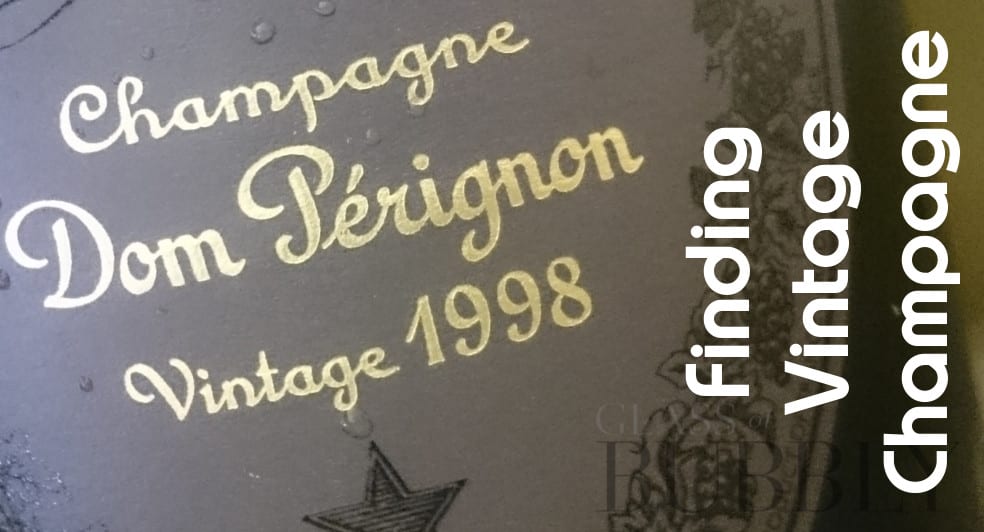 Champagne
Dom Pérignon
Vintage 1998
Finding
Vintage
Champagne
GLASS of
BUBBLY